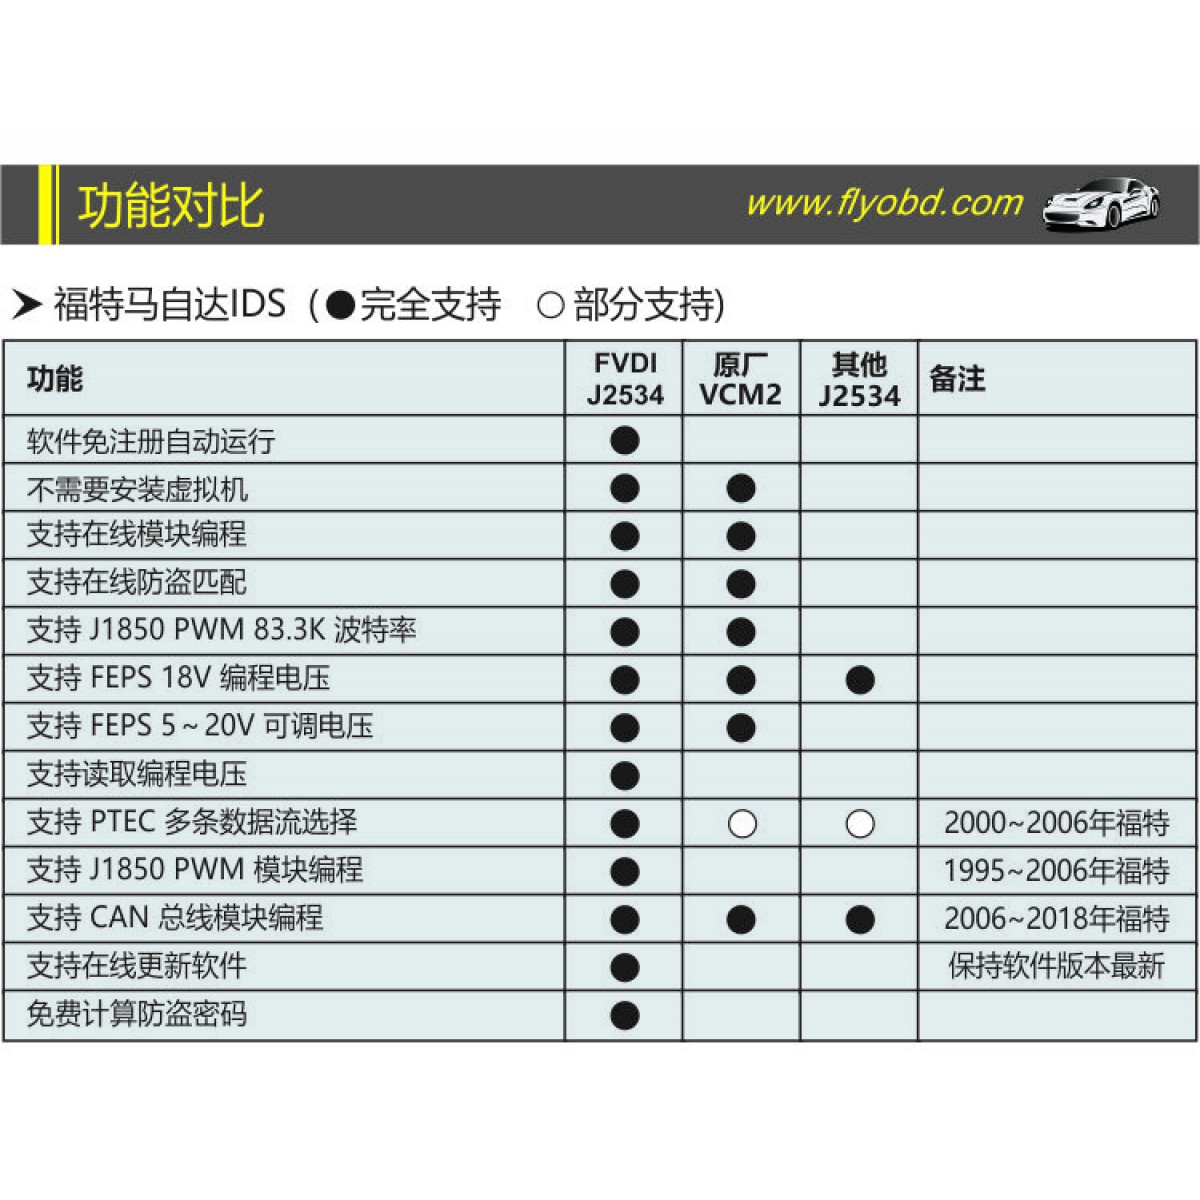 功能对比
www.flyobd.com
➤ 福特马自达IDS (●完全支持 ○部分支持)
功能 FVDI J2534 原厂 VCM2 其他 J2534 备注
软件免注册自动运行 ●
不需要安装虚拟机 ● ●
支持在线模块编程 ● ●
支持在线防盗匹配 ● ●
支持 J1850 PWM 83.3K 波特率 ● ●
支持 FEPS 18V 编程电压 ● ● ●
支持 FEPS 5~20V 可调电压 ● ●
支持读取编程电压 ●
支持 PTEC 多条数据流选择 ● ○ ○ 2000~2006年福特
支持 J1850 PWM 模块编程 ● 1995~2006年福特
支持 CAN 总线模块编程 ● ● ● 2006~2018年福特
支持在线更新软件 ● 保持软件版本最新
免费计算防盗密码 ●